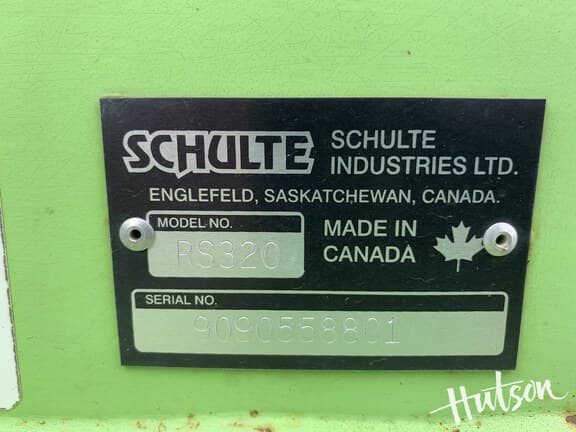 SCHULTE
SCHULTE
INDUSTRIES LTD.
ENGLEFELD, SASKATCHEWAN, CANADA.
MODEL NO.
RS320
MADE IN
CANADA
SERIAL NO.
9090558801
Hutson